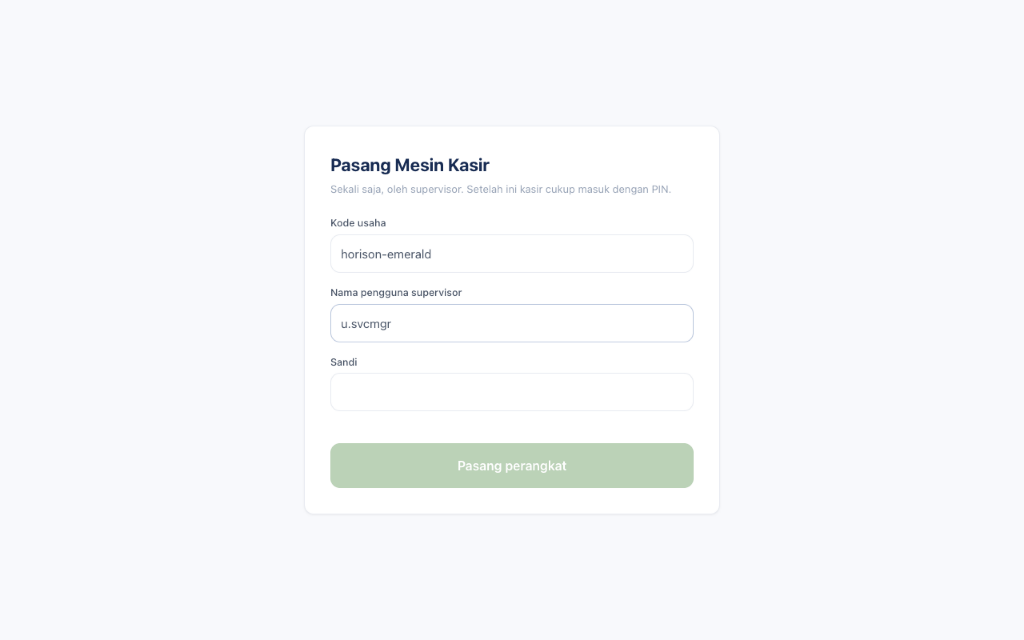 Pasang Mesin Kasir
Sekali saja, oleh supervisor. Setelah ini kasir cukup masuk dengan PIN.
Kode usaha
horison-emerald
Nama pengguna supervisor
u.svcmgr
Sandi
Pasang perangkat